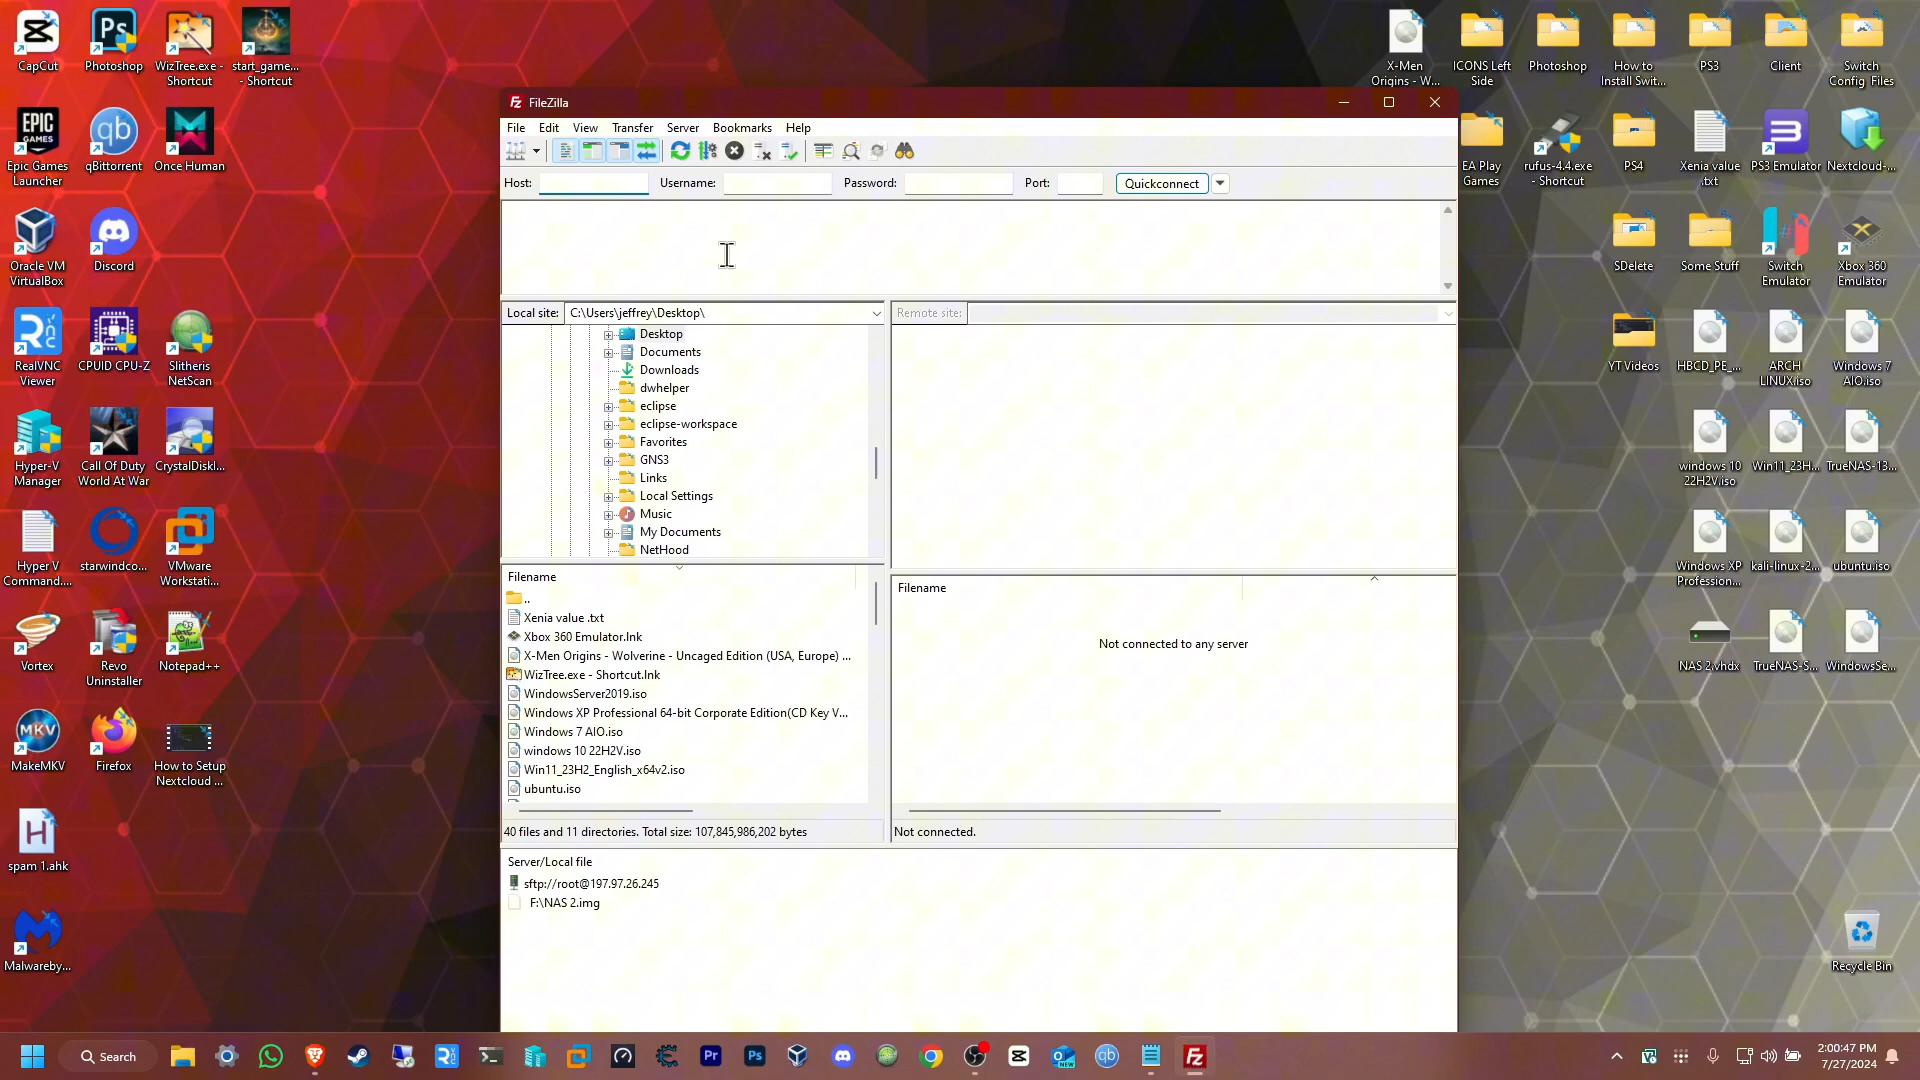 CapCut
Photoshop
WizTree.exe -
Shortcut
start_game...
- Shortcut
Epic Games
Launcher
qBittorrent
Once Human
Oracle VM
VirtualBox
Discord
RealVNC
Viewer
CPUID CPU-Z
Slitheris
NetScan
Hyper-V
Manager
Call Of Duty
World At War
CrystalDiskI...
Hyper V
Command....
starwindco...
VMware
Workstati...
Vortex
Revo
Uninstaller
Notepad++
MakeMKV
Firefox
How to Setup
Nextcloud ...
spam 1.ahk
Malwareby...
FileZilla
File Edit View Transfer Server Bookmarks Help
Host: Username: Password: Port: Quickconnect
Local site: C:\Users\jeffrey\Desktop\
Remote site:
Desktop
Documents
Downloads
dwhelper
eclipse
eclipse-workspace
Favorites
GNS3
Links
Local Settings
Music
My Documents
NetHood
Filename
..
Xenia value .txt
Xbox 360 Emulator.lnk
X-Men Origins - Wolverine - Uncaged Edition (USA, Europe) ...
WizTree.exe - Shortcut.lnk
WindowsServer2019.iso
Windows XP Professional 64-bit Corporate Edition(CD Key V...
Windows 7 AIO.iso
windows 10 22H2V.iso
Win11_23H2_English_x64v2.iso
ubuntu.iso
40 files and 11 directories. Total size: 107,845,986,202 bytes
Filename
Not connected to any server
Not connected.
Server/Local file
sftp://root@197.97.26.245
F:\NAS 2.img
X-Men
Origins - W...
ICONS Left
Side
Photoshop
How to
Install Swit...
PS3
Client
Switch
Config Files
EA Play
Games
rufus-4.4.exe
- Shortcut
PS4
Xenia value
.txt
PS3 Emulator
Nextcloud-...
SDelete
Some Stuff
Switch
Emulator
Xbox 360
Emulator
YT Videos
HBCD_PE_...
ARCH
LINUX.iso
Windows 7
AIO.iso
windows 10
22H2V.iso
Win11_23H...
TrueNAS-13...
Windows XP
Profession...
kali-linux-2...
ubuntu.iso
NAS 2.vhdx
TrueNAS-S...
WindowsSe...
Recycle Bin
Search
2:00:47 PM
7/27/2024